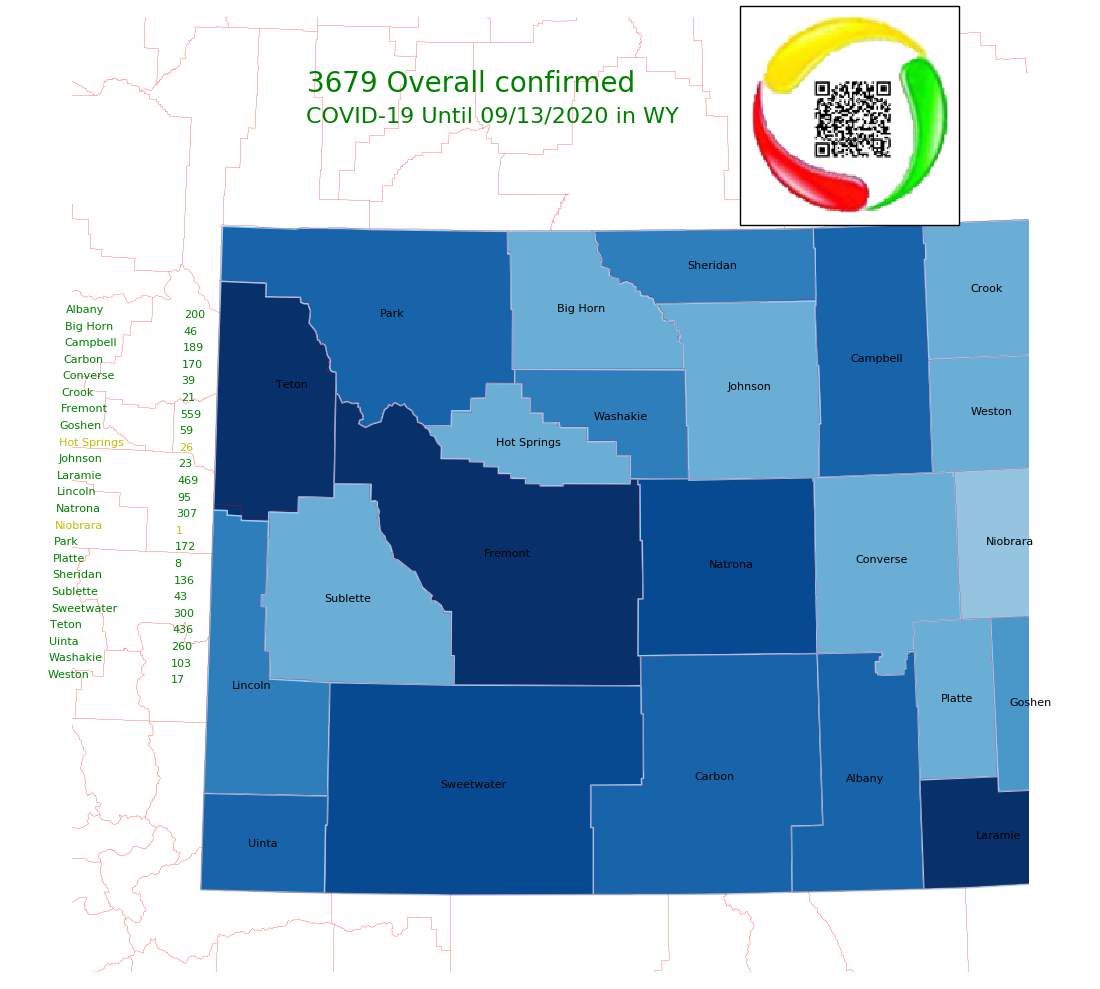 3679 Overall confirmed
COVID-19 Until 09/13/2020 in WY
Albany 200
Big Horn 46
Campbell 189
Carbon 170
Converse 39
Crook 21
Fremont 559
Goshen 59
Hot Springs 26
Johnson 23
Laramie 469
Lincoln 95
Natrona 307
Niobrara 1
Park 172
Platte 8
Sheridan 136
Sublette 43
Sweetwater 300
Teton 436
Uinta 260
Washakie 103
Weston 17
Sheridan
Crook
Big Horn
Park
Campbell
Teton
Johnson
Weston
Washakie
Hot Springs
Niobrara
Fremont
Converse
Natrona
Sublette
Lincoln
Platte
Goshen
Carbon
Albany
Sweetwater
Laramie
Uinta